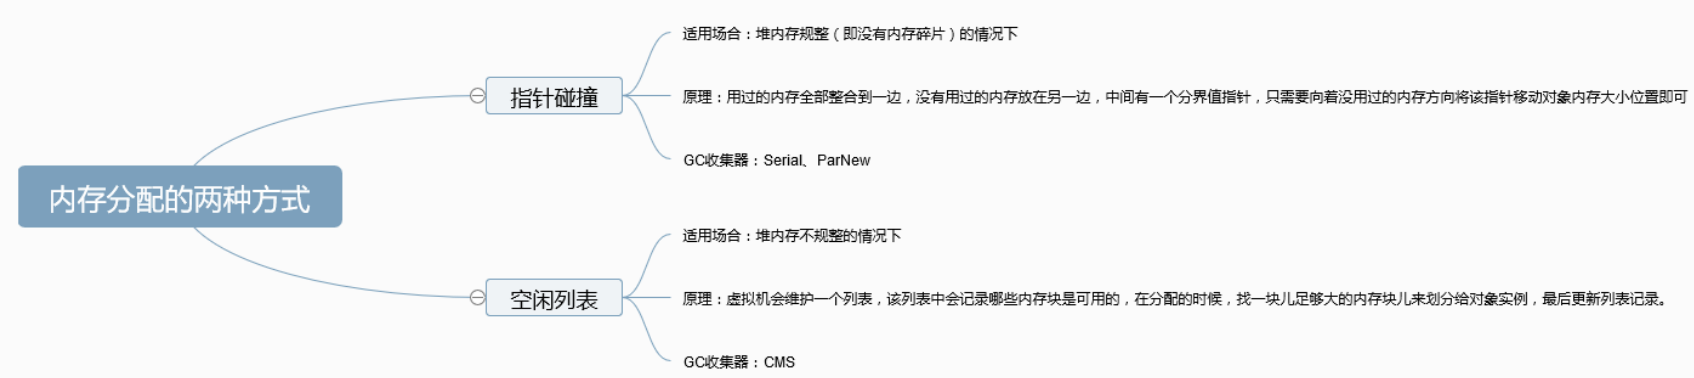 内存分配的两种方式
指针碰撞
适用场合：堆内存规整（即没有内存碎片）的情况下
原理：用过的内存全部整合到一边，没有用过的内存放在另一边，中间有一个分界值指针，只需要向着没用过的内存方向将该指针移动对象内存大小位置即可
GC收集器：Serial、ParNew
空闲列表
适用场合：堆内存不规整的情况下
原理：虚拟机会维护一个列表，该列表中会记录哪些内存块是可用的，在分配的时候，找一块儿足够大的内存块儿来划分给对象实例，最后更新列表记录。
GC收集器：CMS